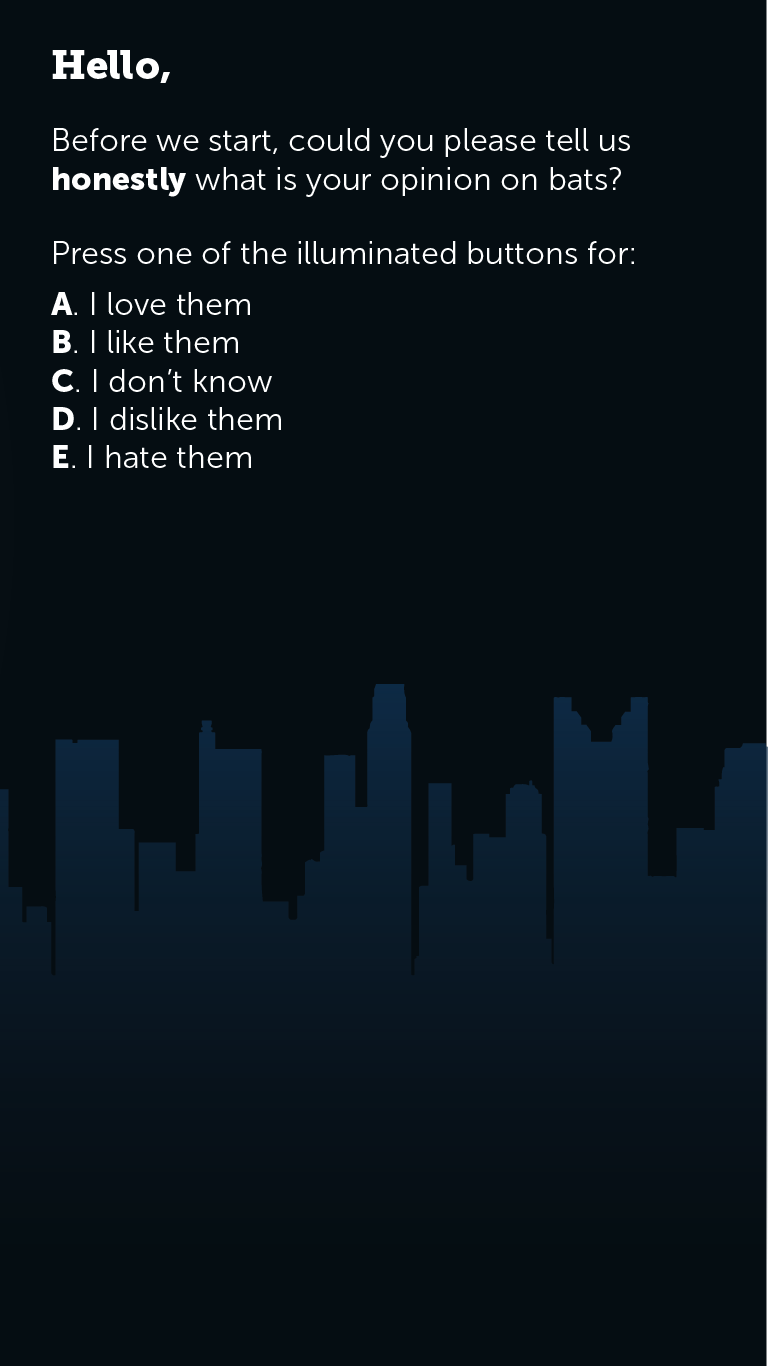 Hello,
Before we start, could you please tell us
honestly what is your opinion on bats?
Press one of the illuminated buttons for:
A. I love them
B. I like them
C. I don’t know
D. I dislike them
E. I hate them